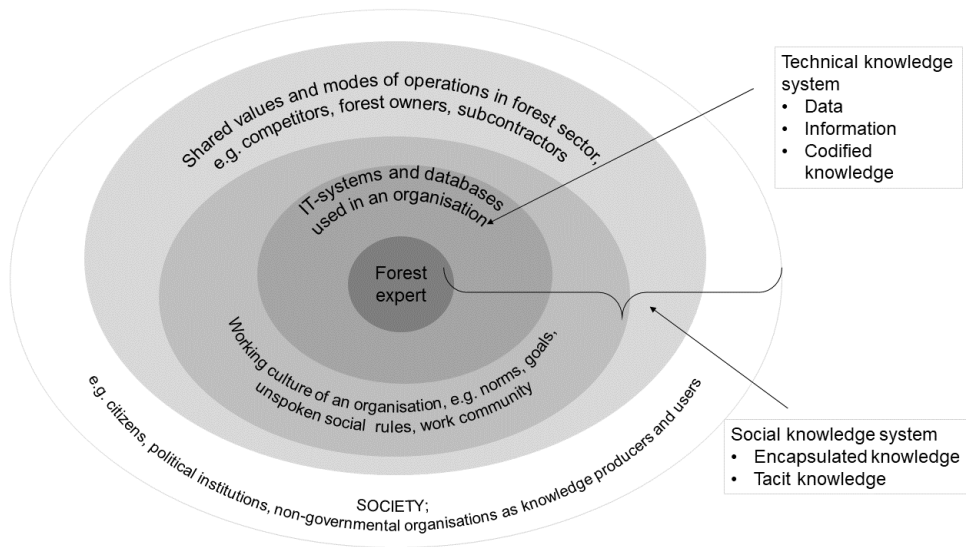 Shared values and modes of operations in forest sector,
e.g. competitors, forest owners, subcontractors
IT-systems and databases
used in an organisation
Forest
expert
Working culture of an organisation, e.g. norms, goals,
unspoken social rules, work community
SOCIETY;
e.g. citizens, political institutions, non-governmental organisations as knowledge producers and users
Technical knowledge
system
• Data
• Information
• Codified
knowledge
Social knowledge system
• Encapsulated knowledge
• Tacit knowledge